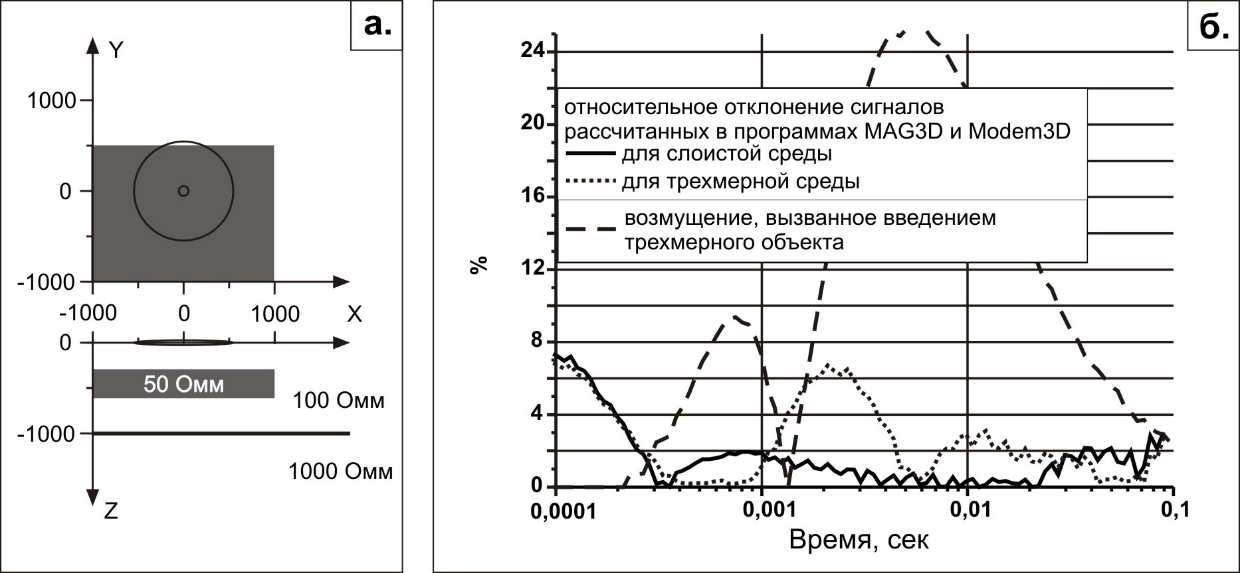 а.
Y
1000
0
-1000
-1000 0 1000 X
0
50 Омм
100 Омм
-1000
1000 Омм
Z
б.
24
20
16
12
8
4
0
%
относительное отклонение сигналов
рассчитанных в программах MAG3D и Modem3D
для слоистой среды
для трехмерной среды
возмущение, вызванное введением
трехмерного объекта
0,0001 0,001 0,01 0,1
Время, сек